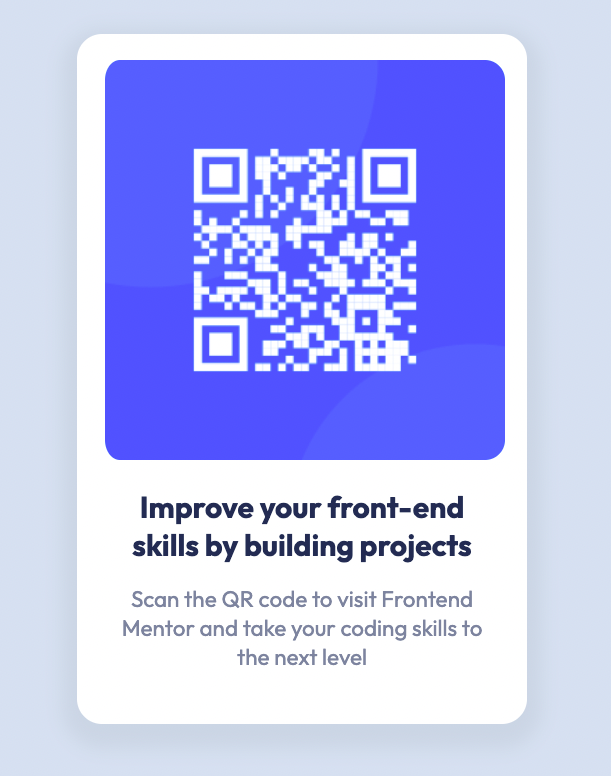 Improve your front-end
skills by building projects
Scan the QR code to visit Frontend
Mentor and take your coding skills to
the next level